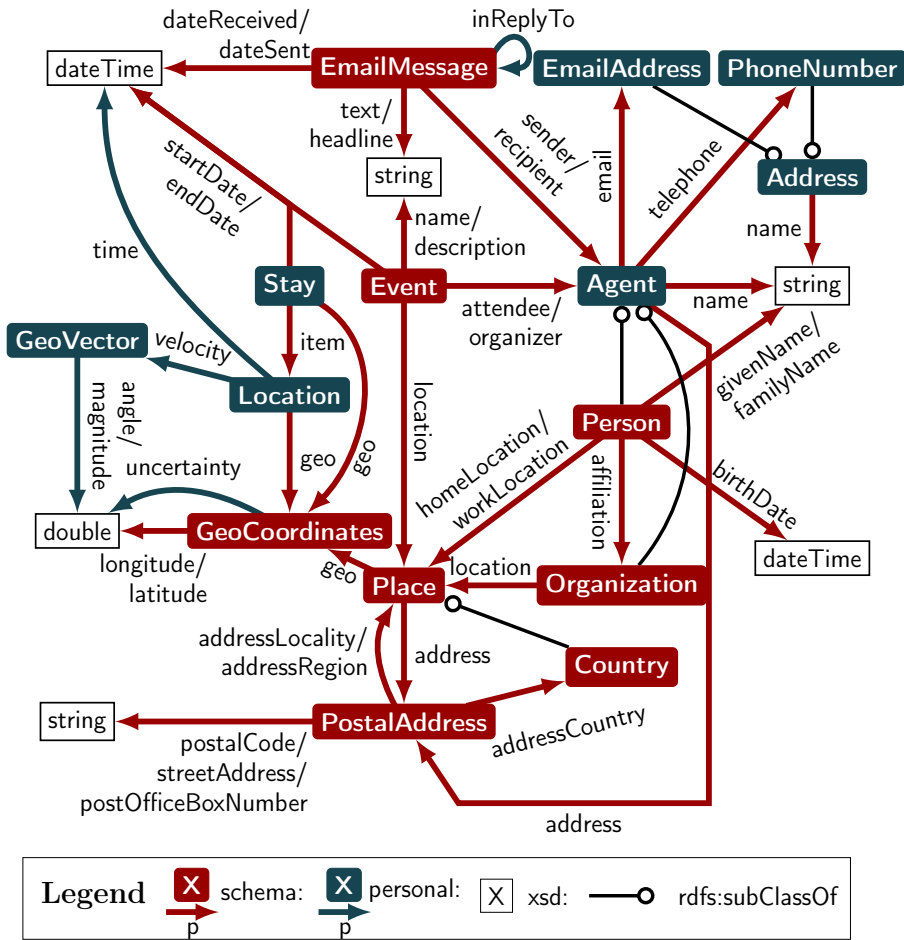 dateReceived/
dateSent
inReplyTo
dateTime
EmailMessage
EmailAddress
PhoneNumber
text/
headline
sender/
recipient
email
telephone
string
Address
startDate/
endDate
name/
description
name
time
Stay
Event
attendee/
organizer
Agent
name
string
GeoVector
velocity
item
givenName/
familyName
Location
location
Person
angle/
magnitude
uncertainty
geo
geo
homeLocation/
workLocation
affiliation
birthDate
double
GeoCoordinates
dateTime
longitude/
latitude
geo
Place
location
Organization
addressLocality/
addressRegion
address
Country
string
PostalAddress
addressCountry
postalCode/
streetAddress/
postOfficeBoxNumber
address
Legend
X
p
schema:
X
p
personal:
X
xsd:
rdfs:subClassOf